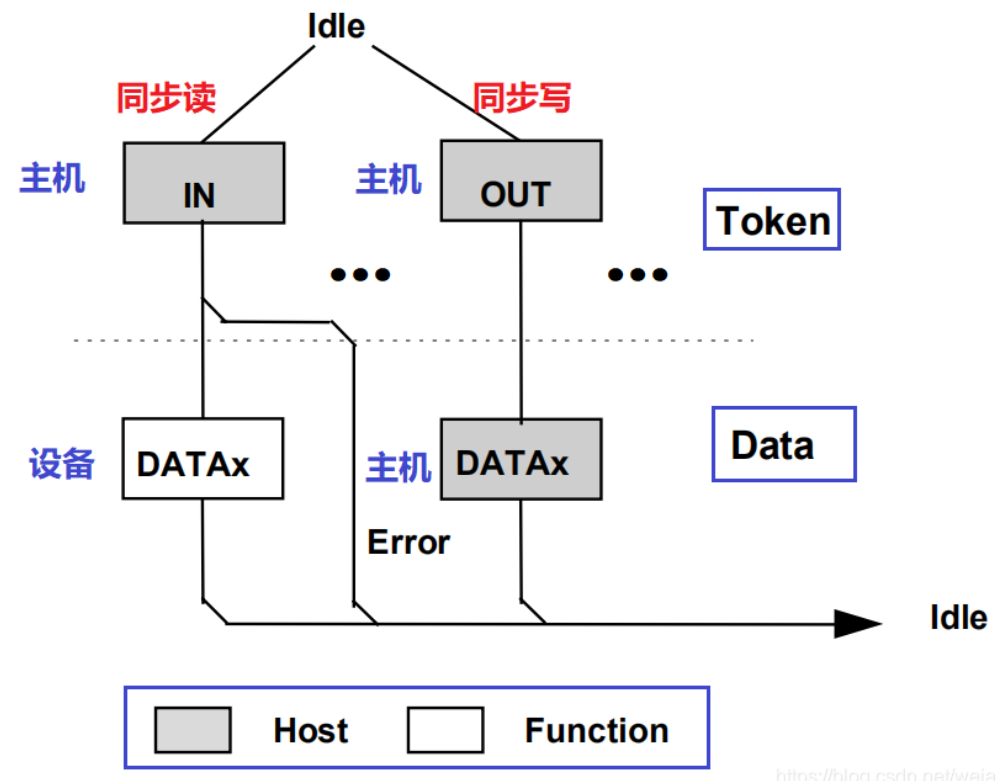 Idle
同步读
同步写
主机
IN
主机
OUT
Token
•••
•••
设备
DATAx
主机
DATAx
Data
Error
Idle
Host
Function
https://blog.csdn.net/weia